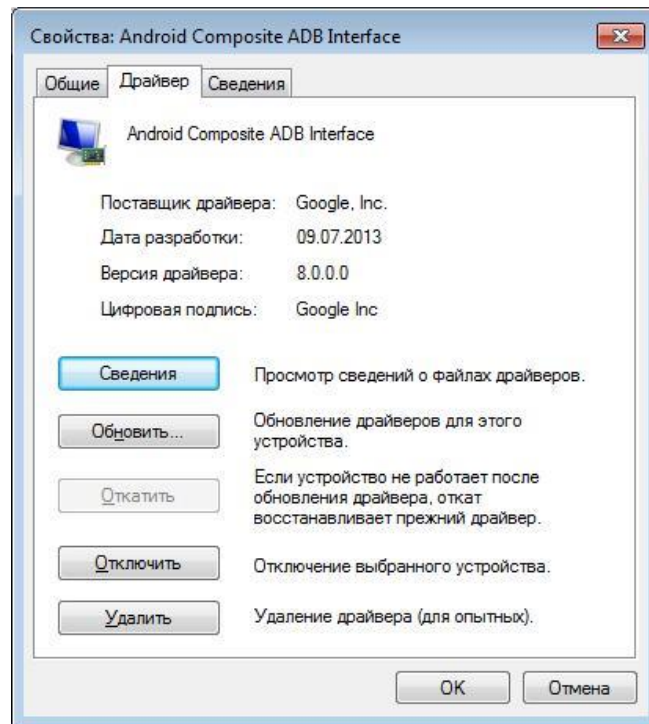 Свойства: Android Composite ADB Interface
Общие Драйвер Сведения
Android Composite ADB Interface
Поставщик драйвера: Google, Inc.
Дата разработки: 09.07.2013
Версия драйвера: 8.0.0.0
Цифровая подпись: Google Inc
Сведения
Просмотр сведений о файлах драйверов.
Обновить...
Обновление драйверов для этого
устройства.
Откатить
Если устройство не работает после
обновления драйвера, откат
восстанавливает прежний драйвер.
Отключить
Отключение выбранного устройства.
Удалить
Удаление драйвера (для опытных).
OK Отмена